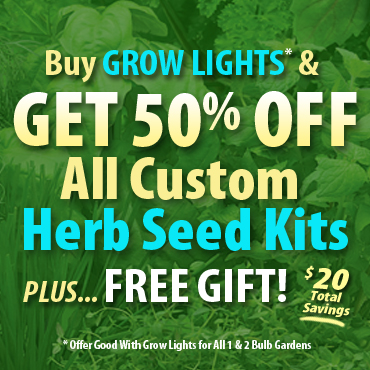 Buy GROW LIGHTS* &
GET 50% OFF
All Custom
Herb Seed Kits
PLUS... FREE GIFT!
$20
Total
Savings
* Offer Good With Grow Lights for All 1 & 2 Bulb Gardens